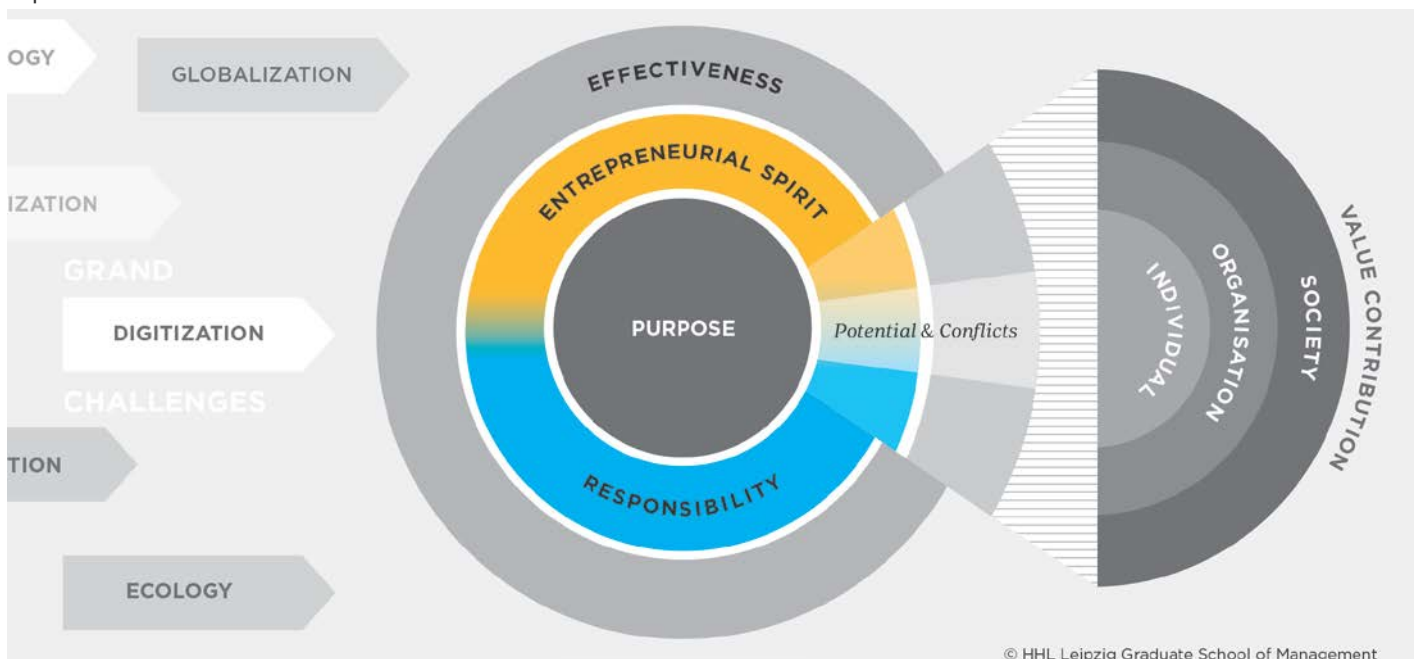 OGY
GLOBALIZATION
IZATION
GRAND
DIGITIZATION
CHALLENGES
TION
ECOLOGY
EFFECTIVENESS
ENTREPRENEURIAL SPIRIT
PURPOSE
RESPONSIBILITY
Potential & Conflicts
INDIVIDUAL
ORGANISATION
SOCIETY
VALUE CONTRIBUTION
© HHL Leipzig Graduate School of Management